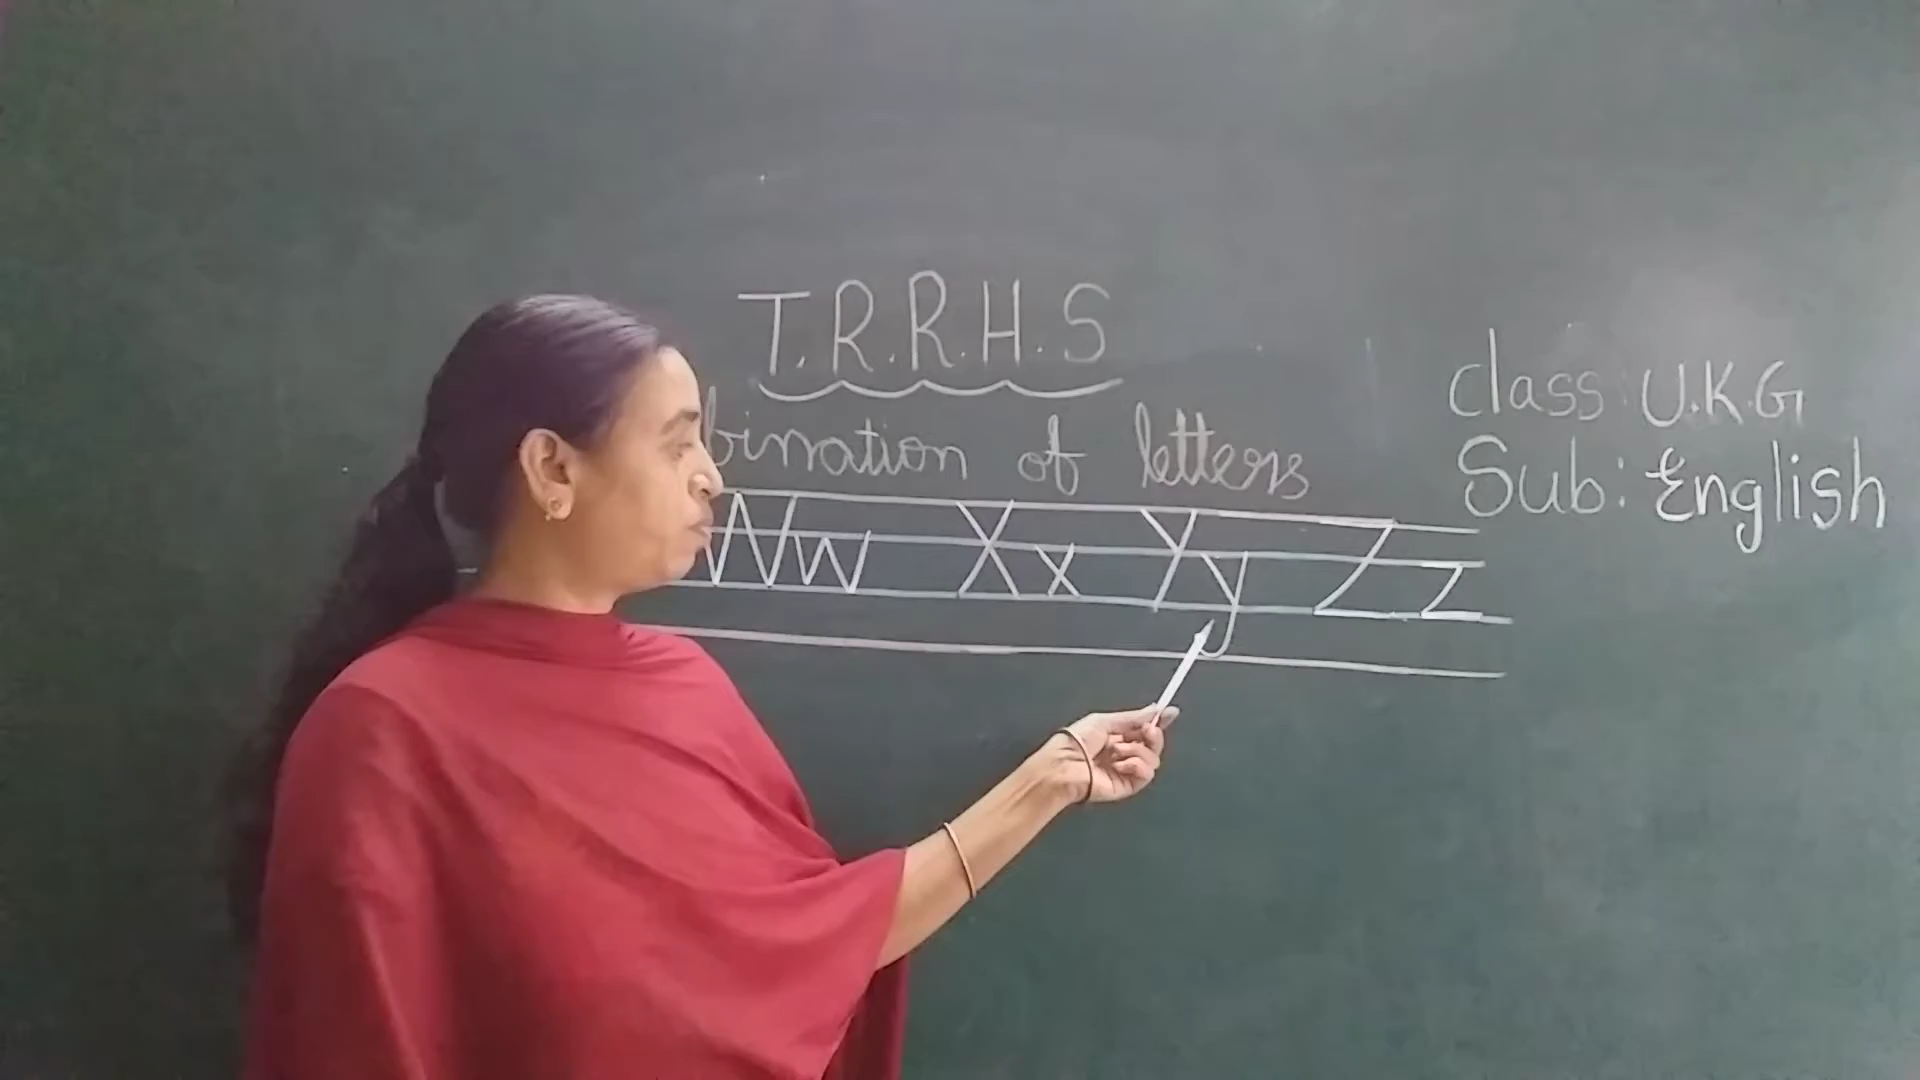 T.R.R.H.S
bination of letters
Ww Xx Yy Zz
class: U.K.G
Sub: English